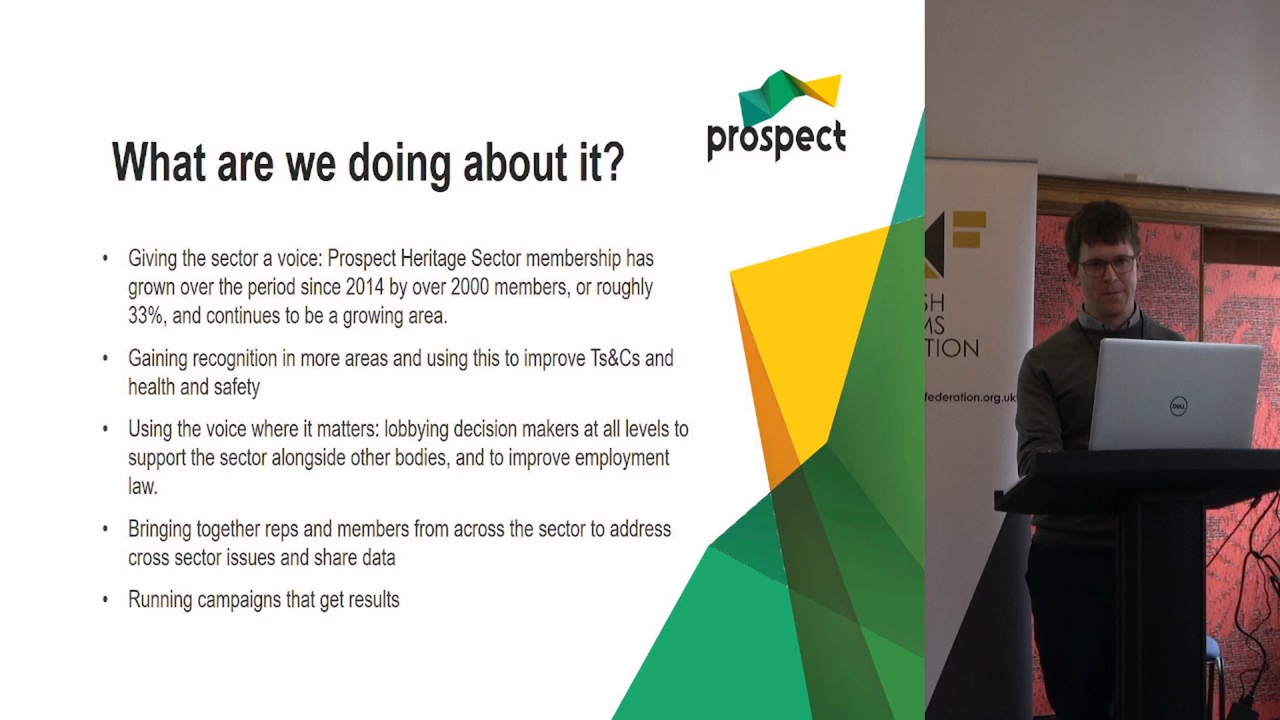 prospect
What are we doing about it?
• Giving the sector a voice: Prospect Heritage Sector membership has
grown over the period since 2014 by over 2000 members, or roughly
33%, and continues to be a growing area.
• Gaining recognition in more areas and using this to improve Ts&Cs and
health and safety
• Using the voice where it matters: lobbying decision makers at all levels to
support the sector alongside other bodies, and to improve employment
law.
• Bringing together reps and members from across the sector to address
cross sector issues and share data
• Running campaigns that get results
F
SH
MS
TION
federation.org.uk
DELL